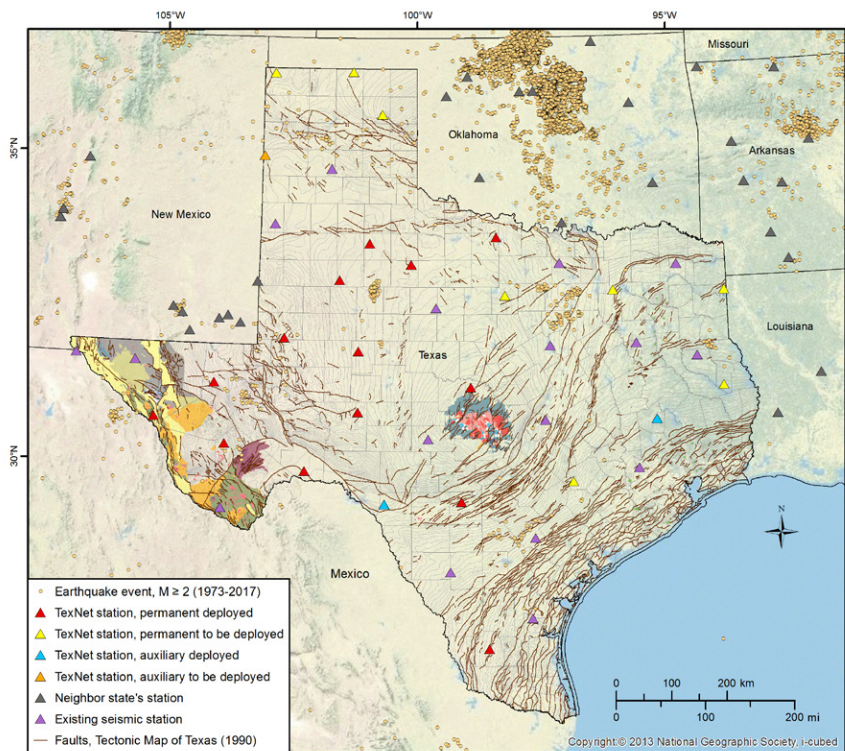 105°W 100°W 95°W
Missouri
Oklahoma
35°N 35°N
Arkansas
New Mexico
Louisiana
Texas
30°N 30°N
N
Mexico
Earthquake event, M ≥ 2 (1973-2017)
TexNet station, permanent deployed
TexNet station, permanent to be deployed
TexNet station, auxiliary deployed
TexNet station, auxiliary to be deployed
Neighbor state's station
Existing seismic station
Faults, Tectonic Map of Texas (1990)
0 100 200 km
0 100 200 mi
Copyright:© 2013 National Geographic Society, i-cubed